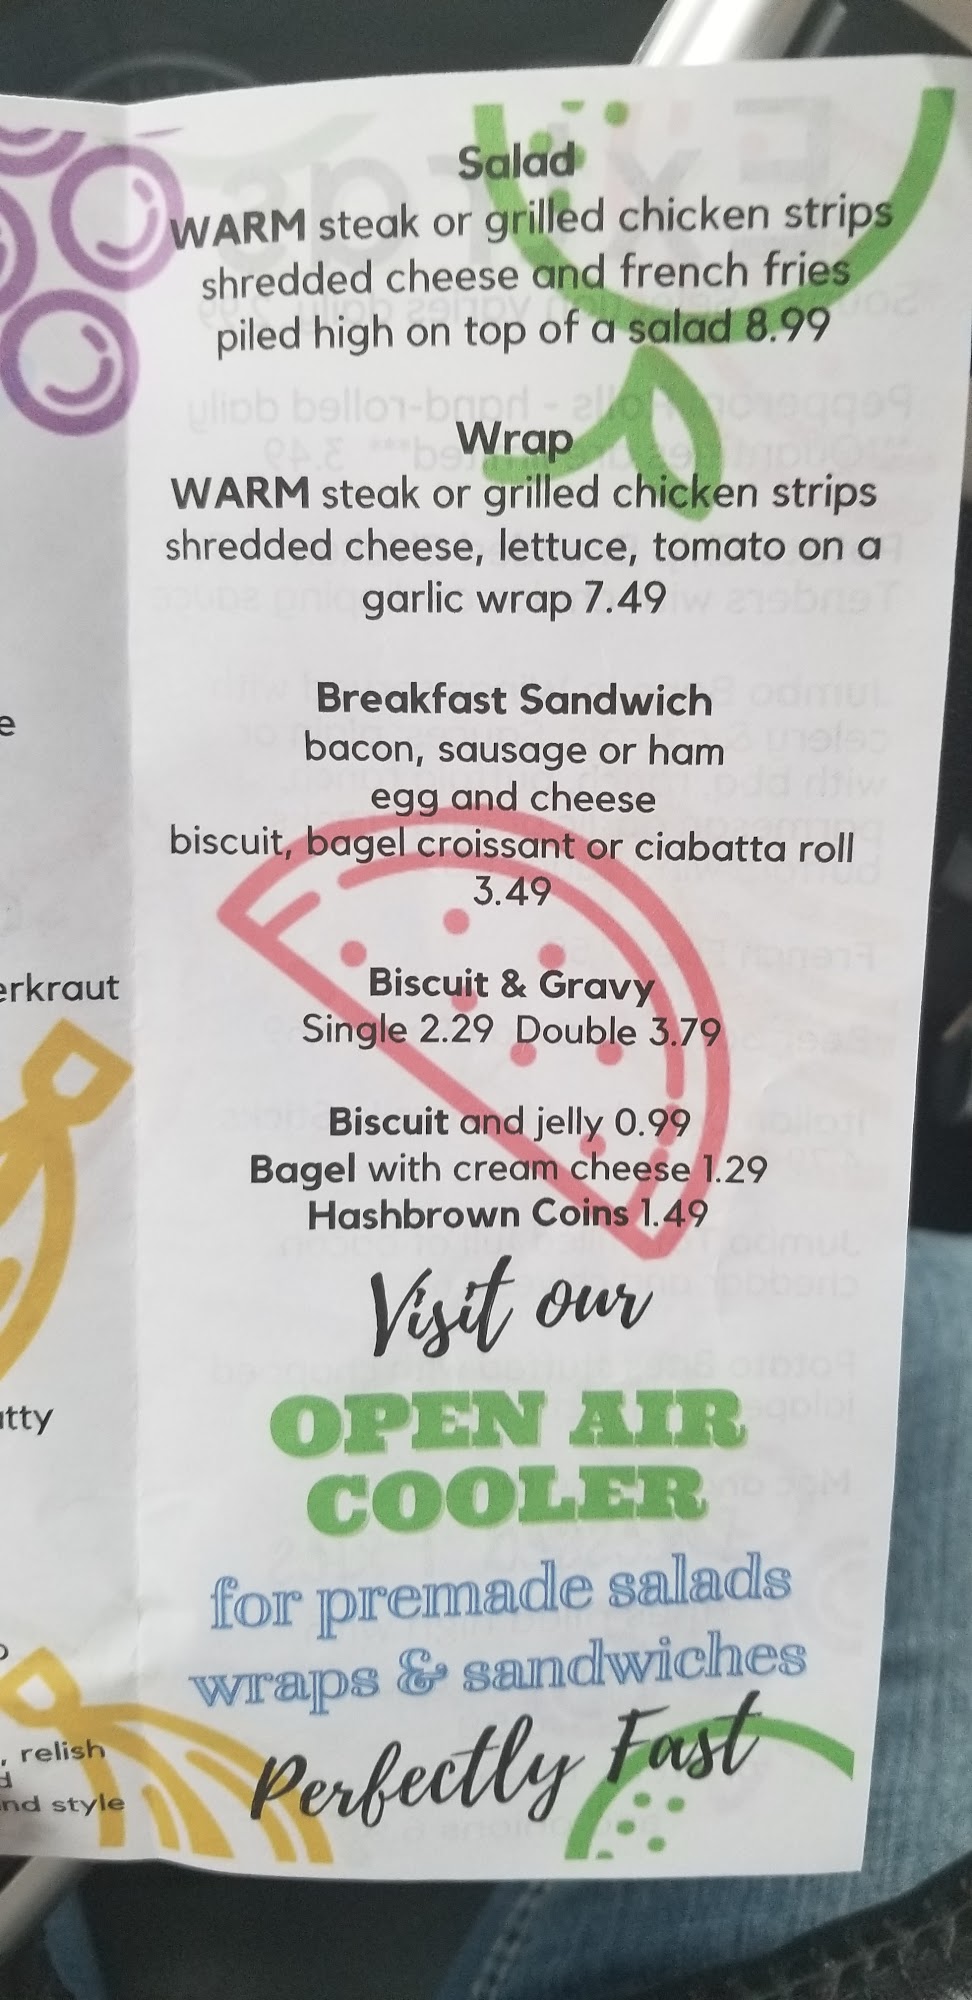 Salad
WARM steak or grilled chicken strips
shredded cheese and french fries
piled high on top of a salad 8.99
Wrap
WARM steak or grilled chicken strips
shredded cheese, lettuce, tomato on a
garlic wrap 7.49
Breakfast Sandwich
bacon, sausage or ham
egg and cheese
biscuit, bagel croissant or ciabatta roll
3.49
Biscuit & Gravy
Single 2.29 Double 3.79
Biscuit and jelly 0.99
Bagel with cream cheese 1.29
Hashbrown Coins 1.49
Visit our
OPEN AIR
COOLER
for premade salads
wraps & sandwiches
Perfectly Fast
erkraut
tty
, relish
nd style